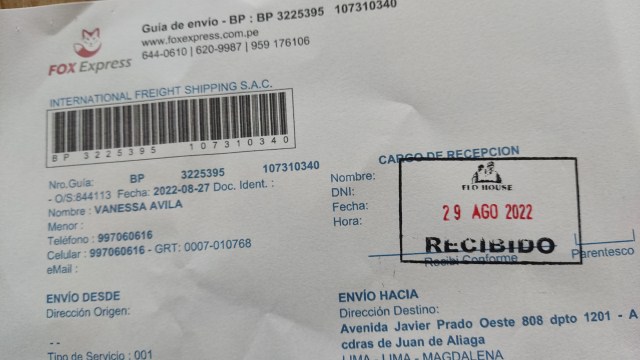 Guía de envío - BP : BP 3225395 107310340
www.foxexpress.com.pe
644-0610 | 620-9987 | 959 176106
FOX Express
INTERNATIONAL FREIGHT SHIPPING S.A.C.
BP 3225395 107310340
Nro.Guía: BP 3225395 107310340
- O/S:844113 Fecha: 2022-08-27 Doc. Ident. :
Nombre : VANESSA AVILA
Menor :
Teléfono : 997060616
Celular : 997060616 - GRT: 0007-010768
eMail :
CARGO DE RECEPCION
Nombre:
DNI:
Fecha:
Hora:
FLO HOUSE
29 AGO 2022
RECIBIDO
Recibí Conforme
Parentesco
ENVÍO DESDE
Dirección Origen:
- -
Tipo de Servicio : 001
ENVÍO HACIA
Dirección Destino:
Avenida Javier Prado Oeste 808 dpto 1201 - A
cdras de Juan de Aliaga
LIMA - LIMA - MAGDALENA